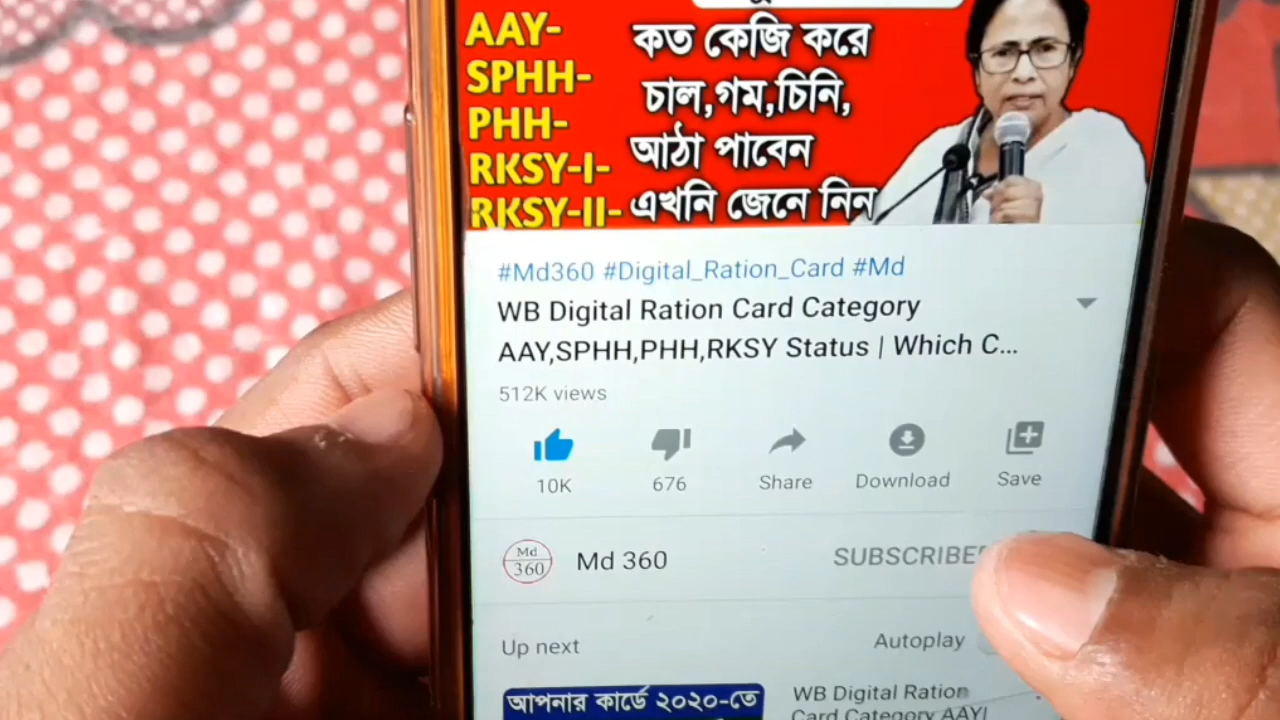 AAY-
SPHH-
PHH-
RKSY-I-
RKSY-II-
কত কেজি করে
চাল,গম,চিনি,
আঠা পাবেন
এখনি জেনে নিন
#Md360 #Digital_Ration_Card #Md
WB Digital Ration Card Category
AAY,SPHH,PHH,RKSY Status | Which C...
512K views
10K
676
Share
Download
Save
Md
360
Md 360
Up next
Autoplay
আপনার কার্ডে ২০২০-তে
WB Digital Ration
Card Category AAY|